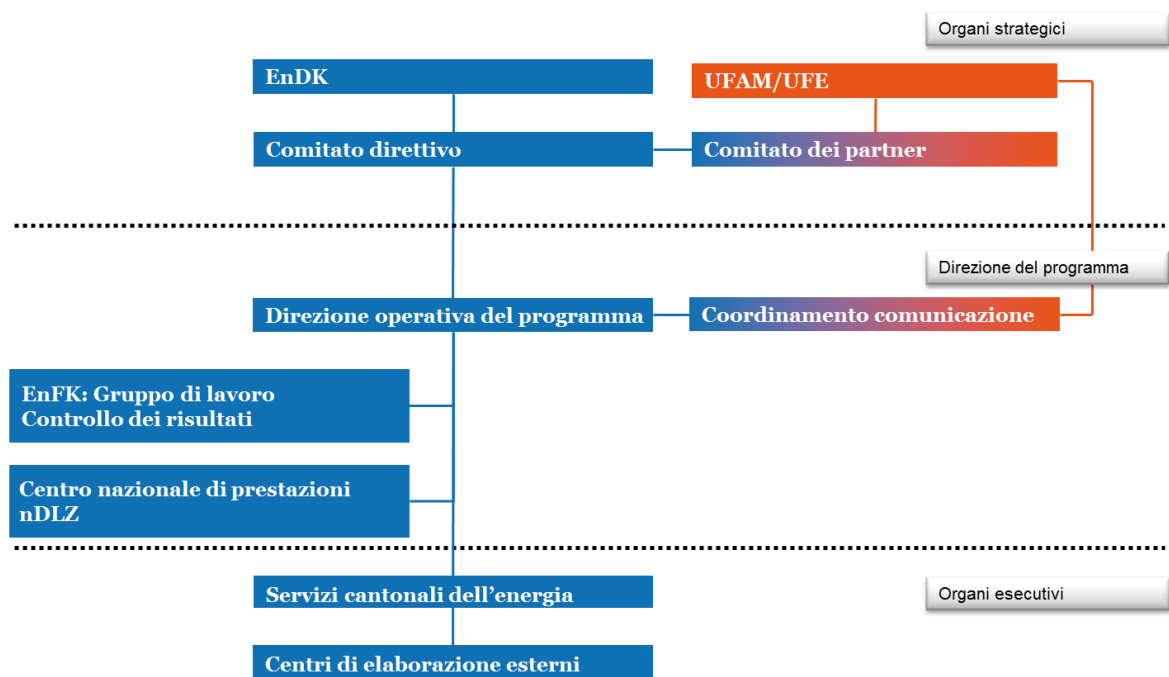 Organi strategici
EnDK
UFAM/UFE
Comitato direttivo
Comitato dei partner
Direzione del programma
Direzione operativa del programma
Coordinamento comunicazione
EnFK: Gruppo di lavoro
Controllo dei risultati
Centro nazionale di prestazioni
nDLZ
Servizi cantonali dell’energia
Organi esecutivi
Centri di elaborazione esterni